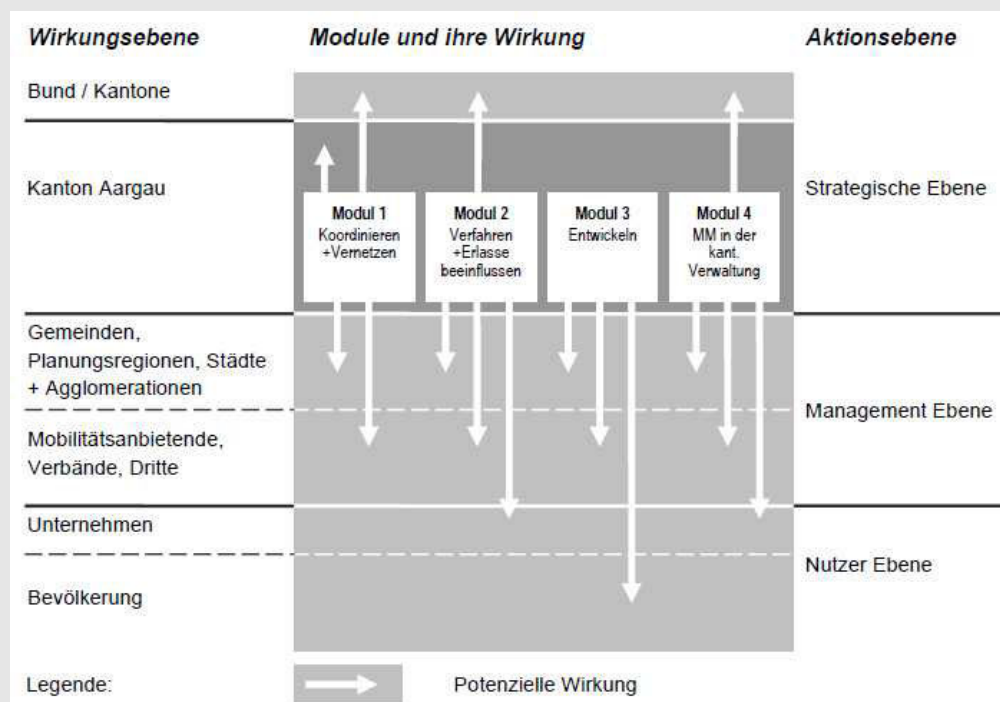 Wirkungsebene
Module und ihre Wirkung
Aktionsebene
Bund / Kantone
Kanton Aargau
Modul 1
Koordinieren
+Vernetzen
Modul 2
Verfahren
+Erlasse
beeinflussen
Modul 3
Entwickeln
Modul 4
MM in der
kant.
Verwaltung
Strategische Ebene
Gemeinden,
Planungsregionen, Städte
+ Agglomerationen
Mobilitätsanbietende,
Verbände, Dritte
Management Ebene
Unternehmen
Bevölkerung
Nutzer Ebene
Legende:
Potenzielle Wirkung